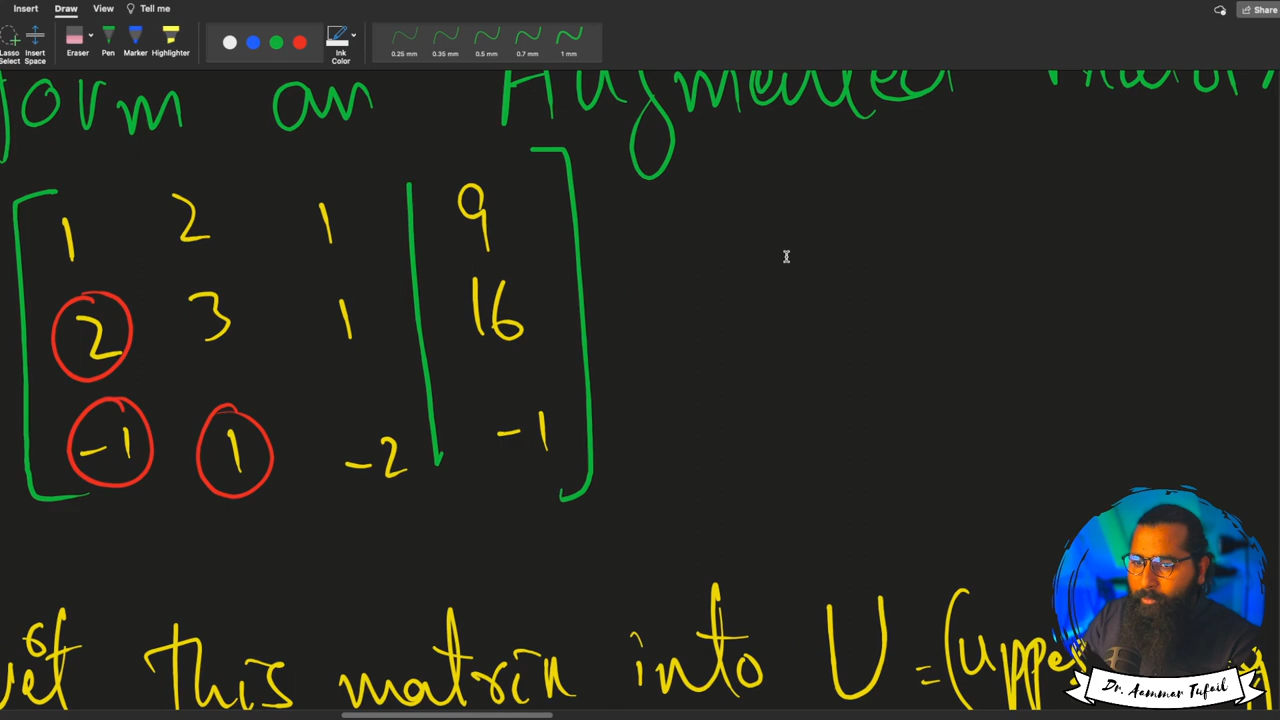 Insert Draw View Tell me
Share
Lasso Select Insert Space Eraser Pen Marker Highlighter Ink Color 0.25 mm 0.35 mm 0.5 mm 0.7 mm 1 mm
form an Augmented
1 2 1 9
2 3 1 16
-1 1 -2 -1
this matrix into U = (upper
Dr. Aammar Tufail